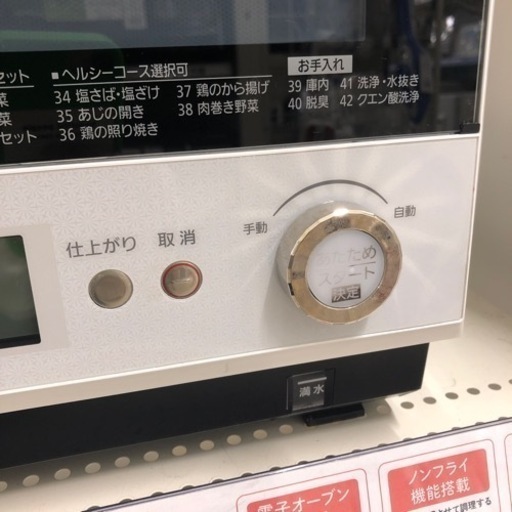 セット
菜
菜
セット
■ヘルシーコース選択可
34 塩さば・塩ざけ
35 あじの開き
36 鶏の照り焼き
37 鶏のから揚げ
38 肉巻き野菜
お手入れ
39 庫内
40 脱臭
41 洗浄・水抜き
42 クエン酸洗浄
仕上がり
取消
手動
自動
あたため
スタート
決定
満水
電子オーブン
ノンフライ
機能搭載